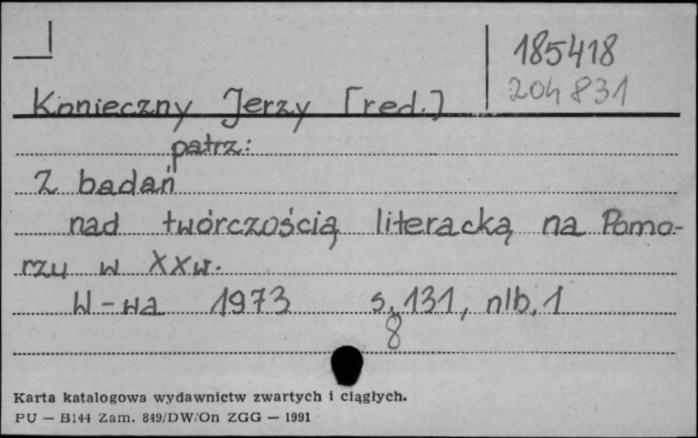 185418
204831
Konieczny Jerzy [red.]
patrz:
Z badań
nad twórczością literacką na Pomo-
rzu w XXw.
W-wa 1973 s. 131, nlb. 1
8
Karta katalogowa wydawnictw zwartych i ciągłych.
PU — B144 Zam. 849/DW/On ZGG — 1991